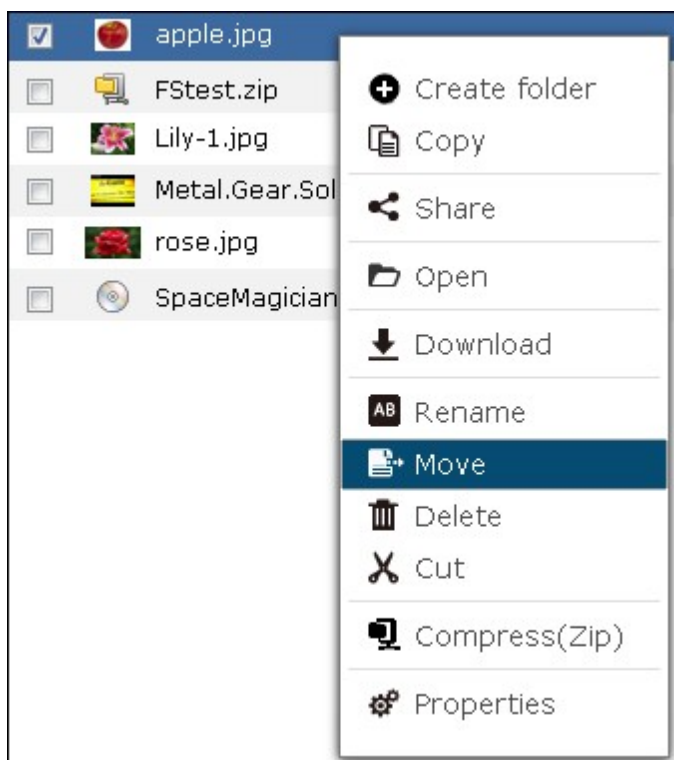 apple.jpg
FStest.zip
Lily-1.jpg
Metal.Gear.Sol
rose.jpg
SpaceMagician
Create folder
Copy
Share
Open
Download
AB Rename
Move
Delete
Cut
Compress(Zip)
Properties